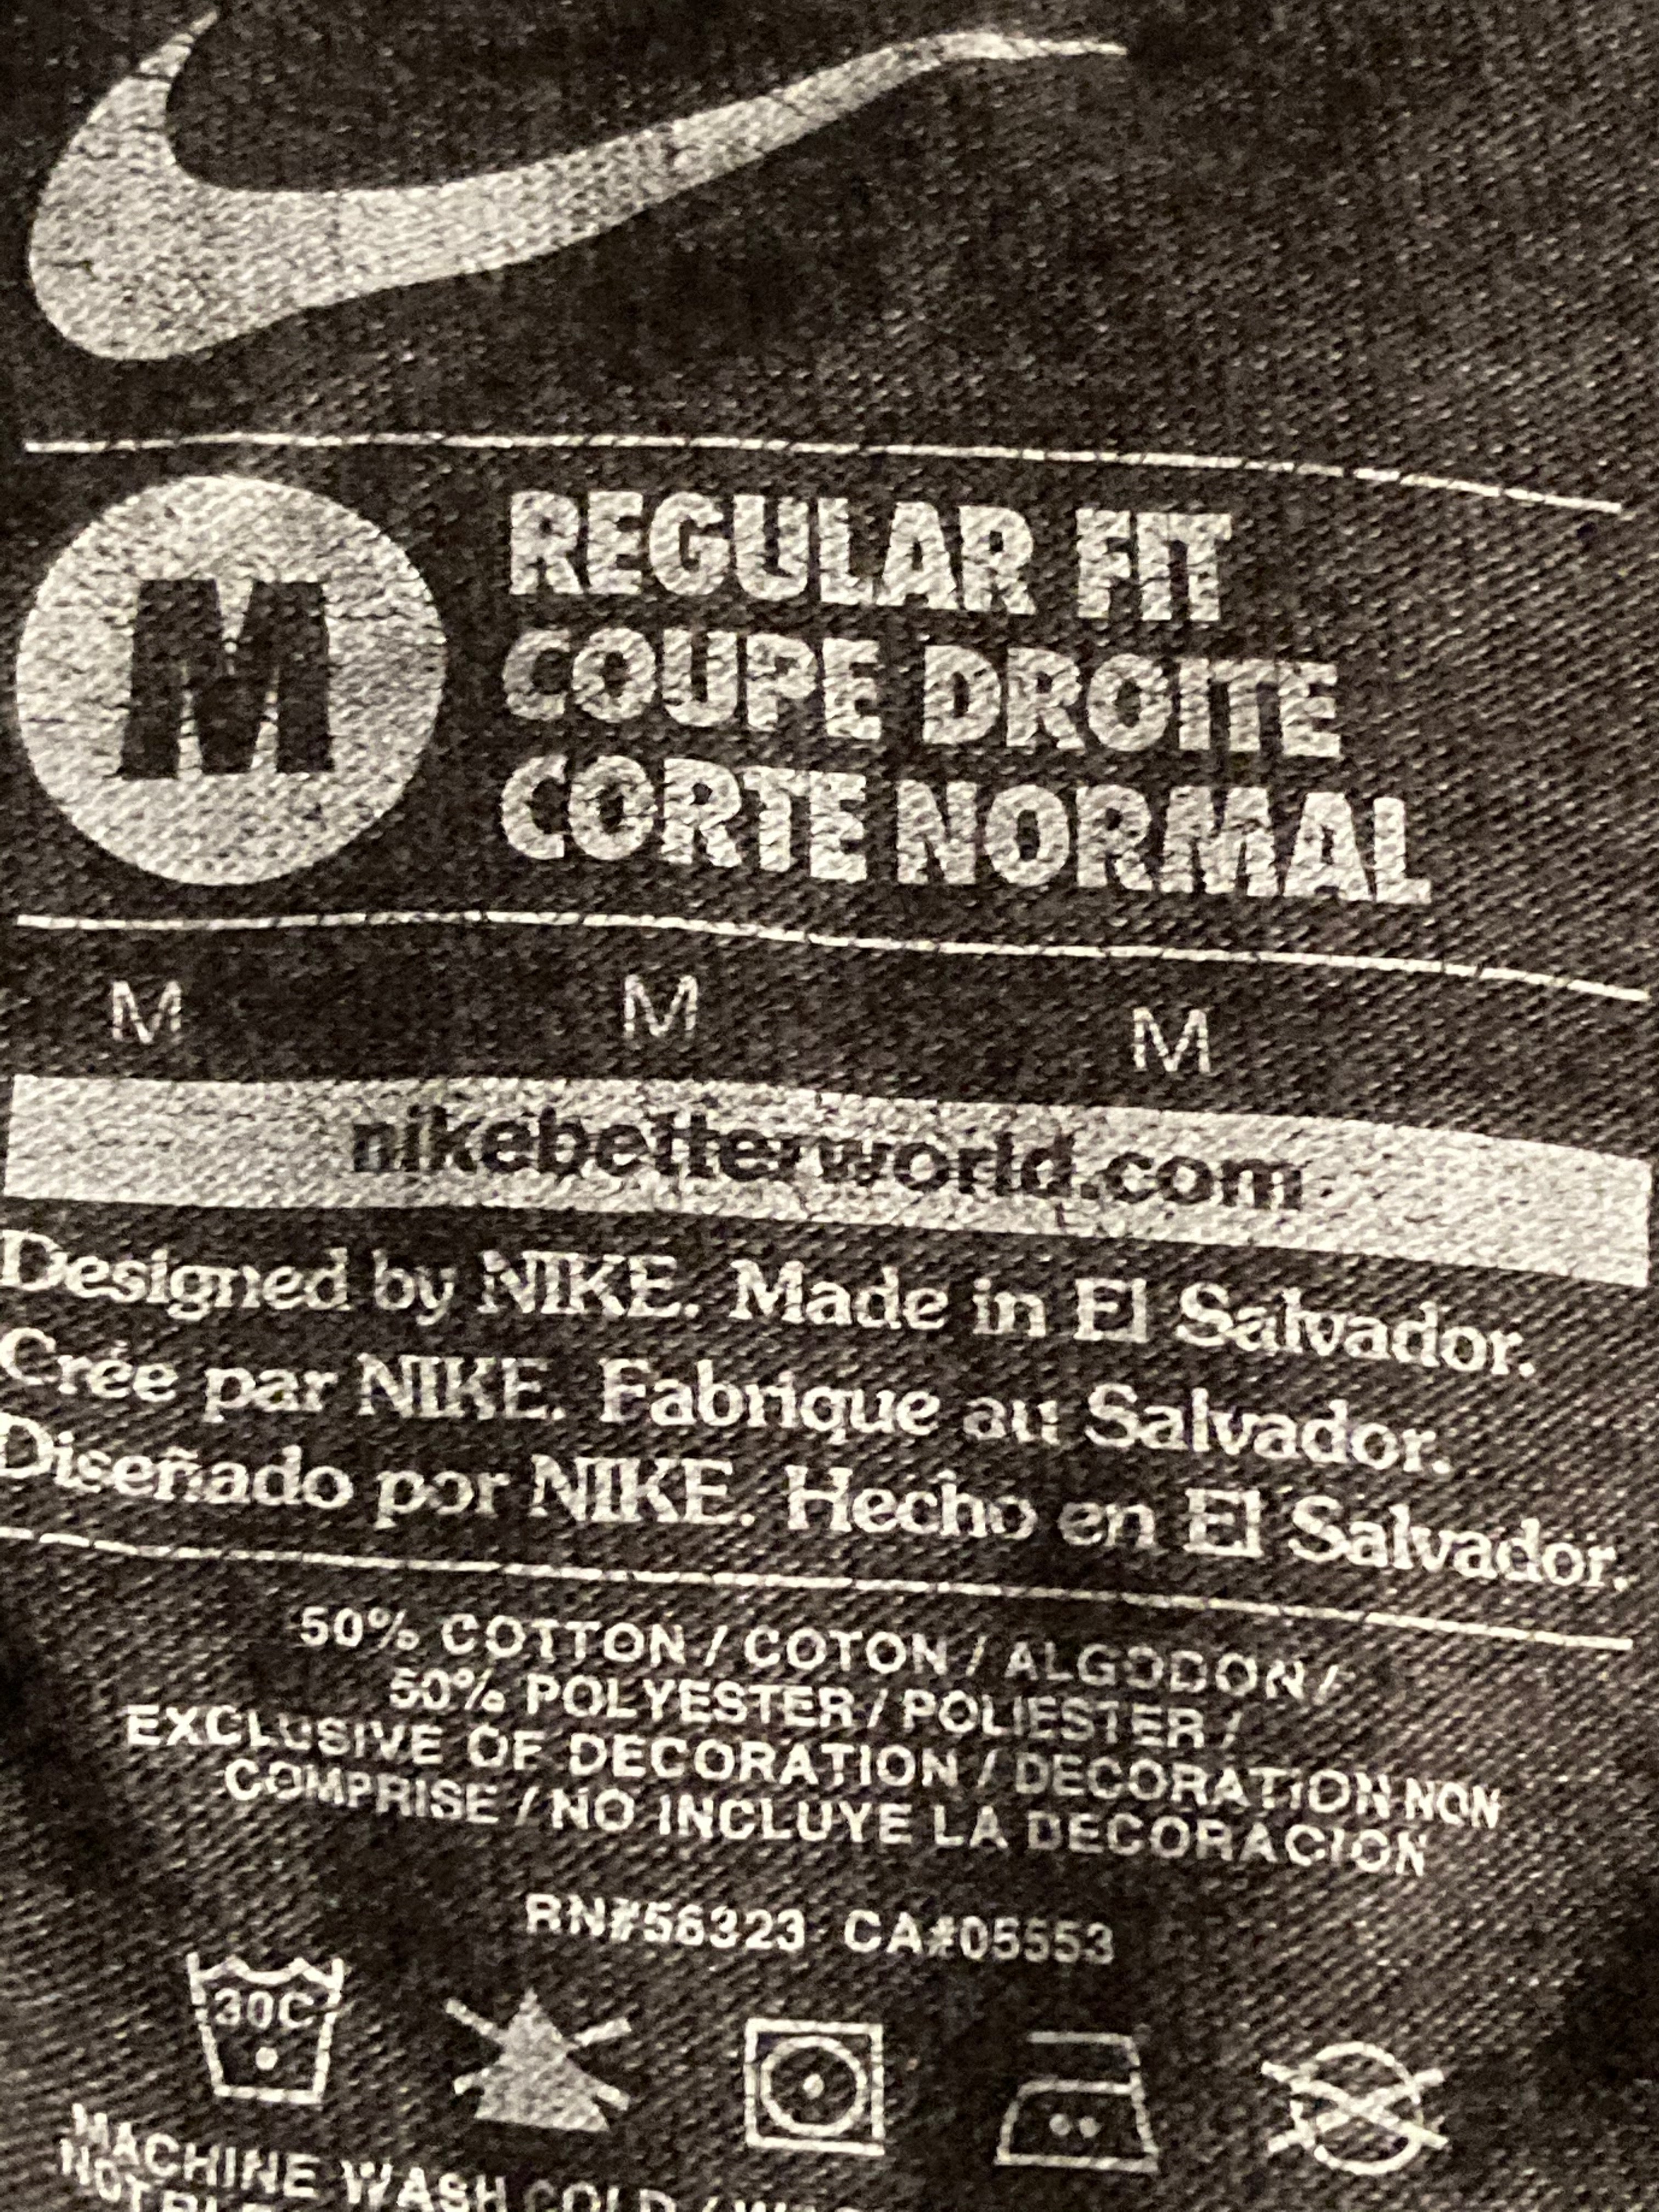 M
REGULAR FIT
COUPE DROITE
CORTE NORMAL
M M M
nikebetterworld.com
Designed by NIKE. Made in El Salvador.
Crée par NIKE. Fabrique au Salvador.
Diseñado por NIKE. Hecho en El Salvador.
50% COTTON / COTON / ALGODON /
50% POLYESTER / POLIESTER /
EXCLUSIVE OF DECORATION / DECORATION NON
COMPRISE / NO INCLUYE LA DECORACION
RN#56323 CA#05553
30C
MACHINE WASH COLD /
NOT